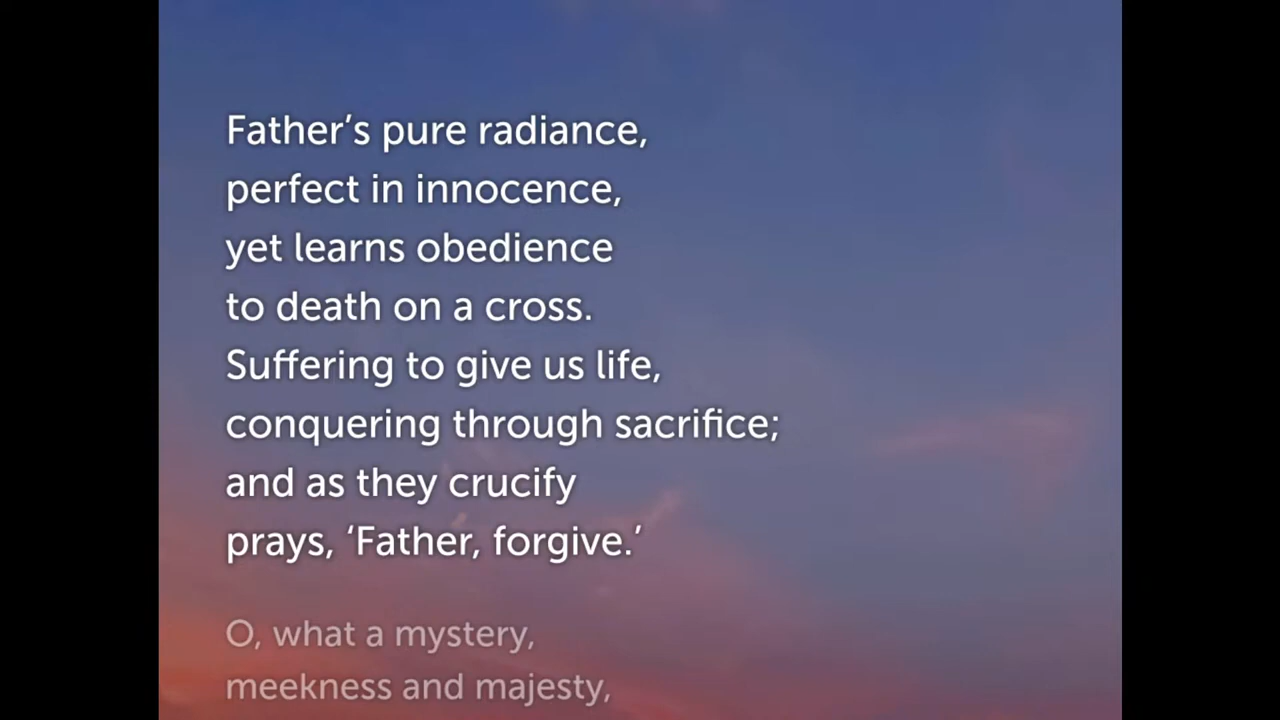 Father’s pure radiance,
perfect in innocence,
yet learns obedience
to death on a cross.
Suffering to give us life,
conquering through sacrifice;
and as they crucify
prays, ‘Father, forgive.’
O, what a mystery,
meekness and majesty,